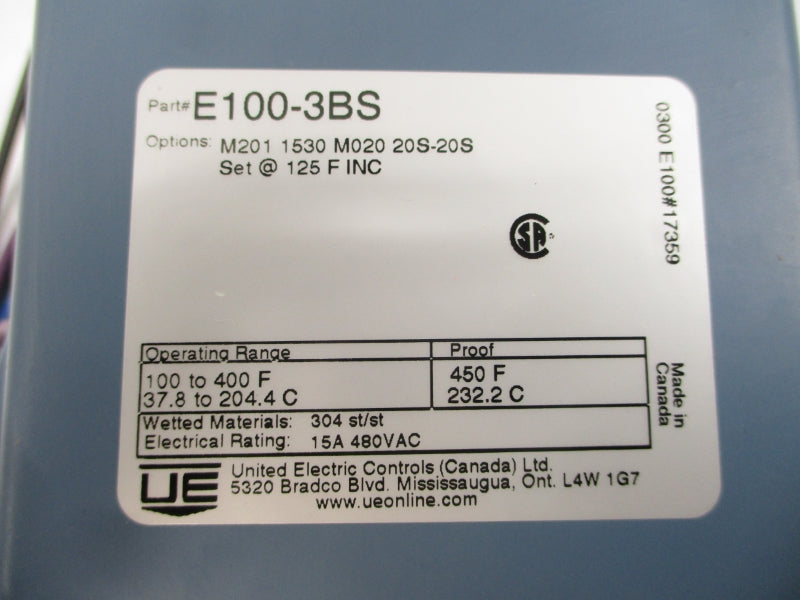 Part# E100-3BS
Options: M201 1530 M020 20S-20S
Set @ 125 F INC
0300 E100#17359
CSA
Operating Range Proof
100 to 400 F 450 F
37.8 to 204.4 C 232.2 C
Made in
Canada
Wetted Materials: 304 st/st
Electrical Rating: 15A 480VAC
UE
United Electric Controls (Canada) Ltd.
5320 Bradco Blvd. Mississaugua, Ont. L4W 1G7
www.ueonline.com